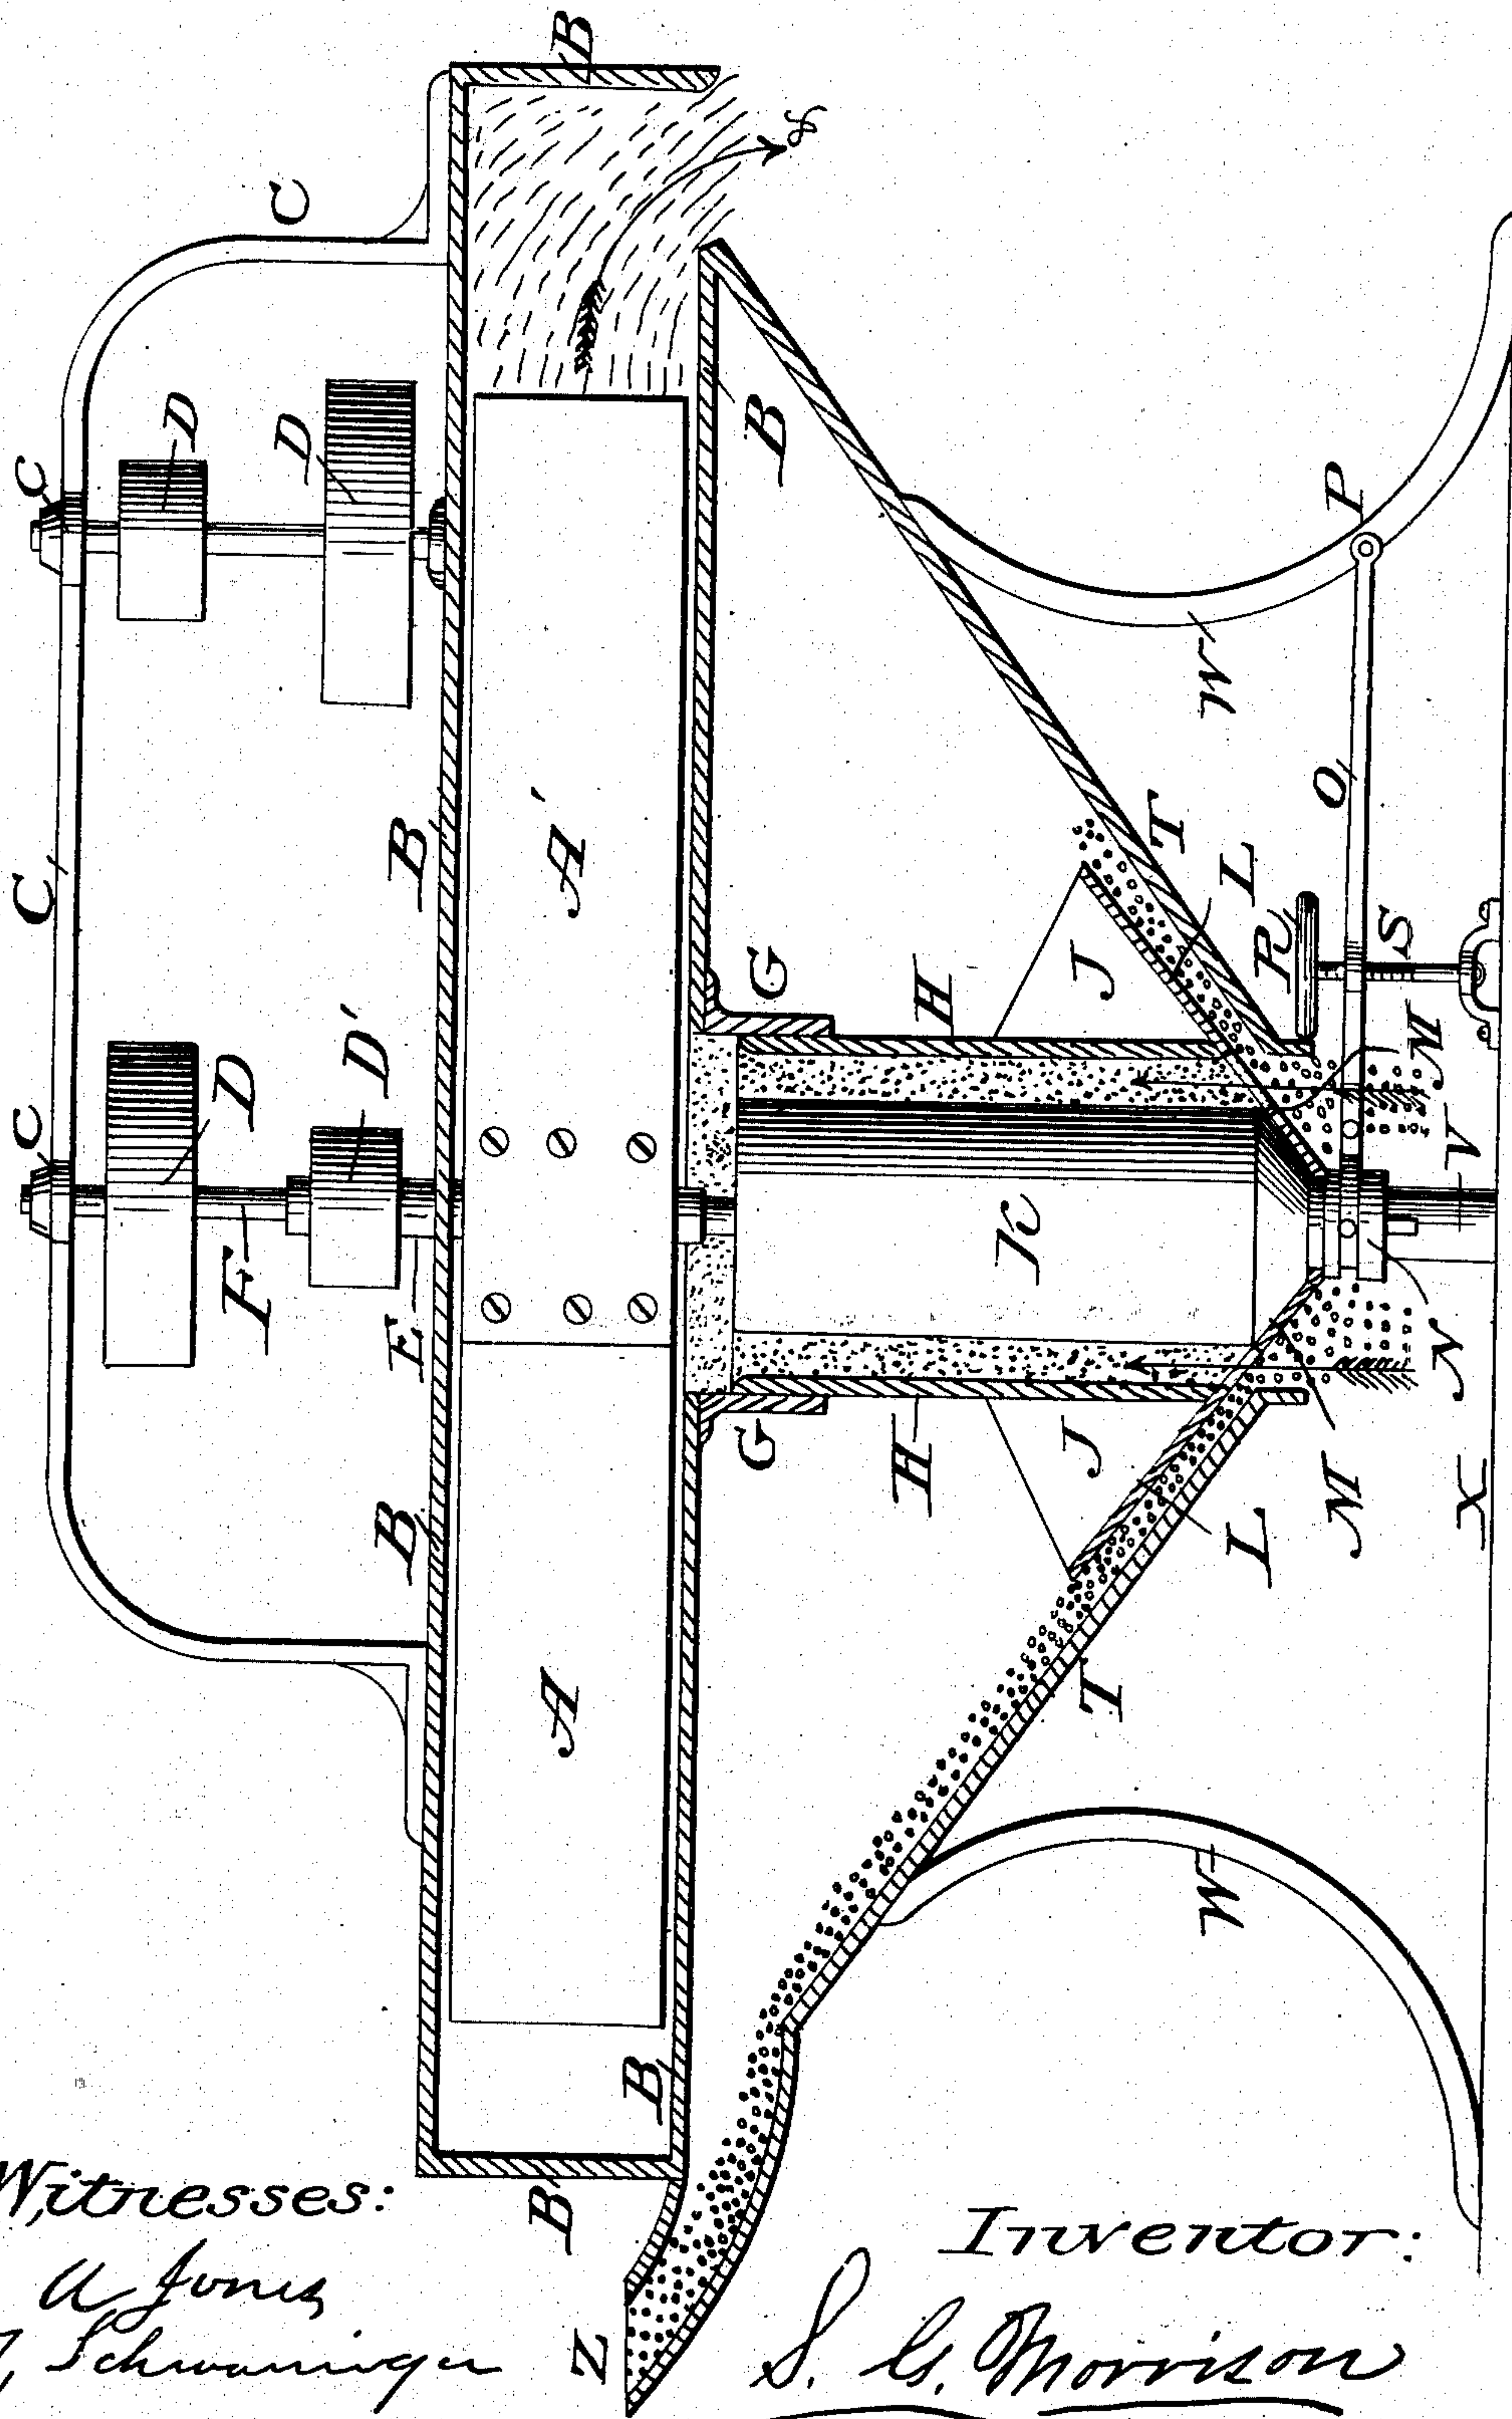 B
C
C
D
D
B
C
B
A'
P
W
O
T
L
R
S
G
H
J
C
D
D'
F
E
K
M
V
N
G
H
J
M
X
B
L
A
T
B
W
B
Z
Witnesses:
Jones
Inventor:
S. G. Morrison